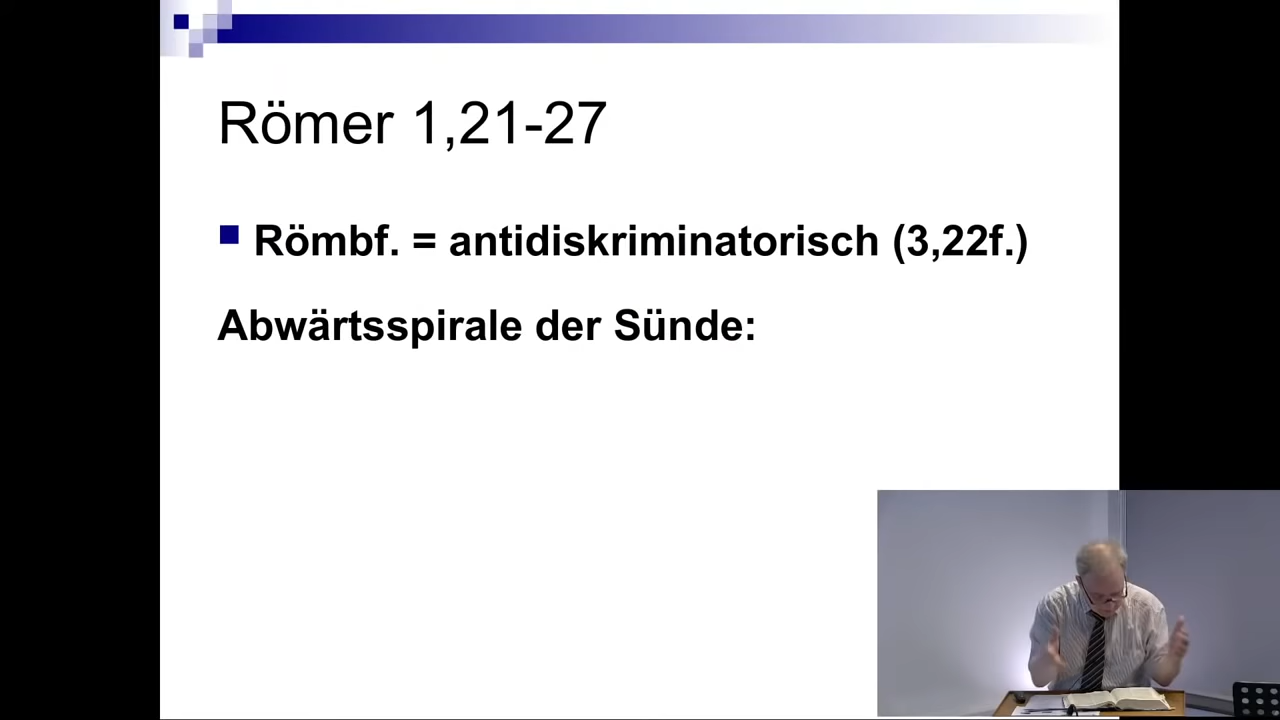 Römer 1,21-27
Römbf. = antidiskriminatorisch (3,22f.)
Abwärtsspirale der Sünde: